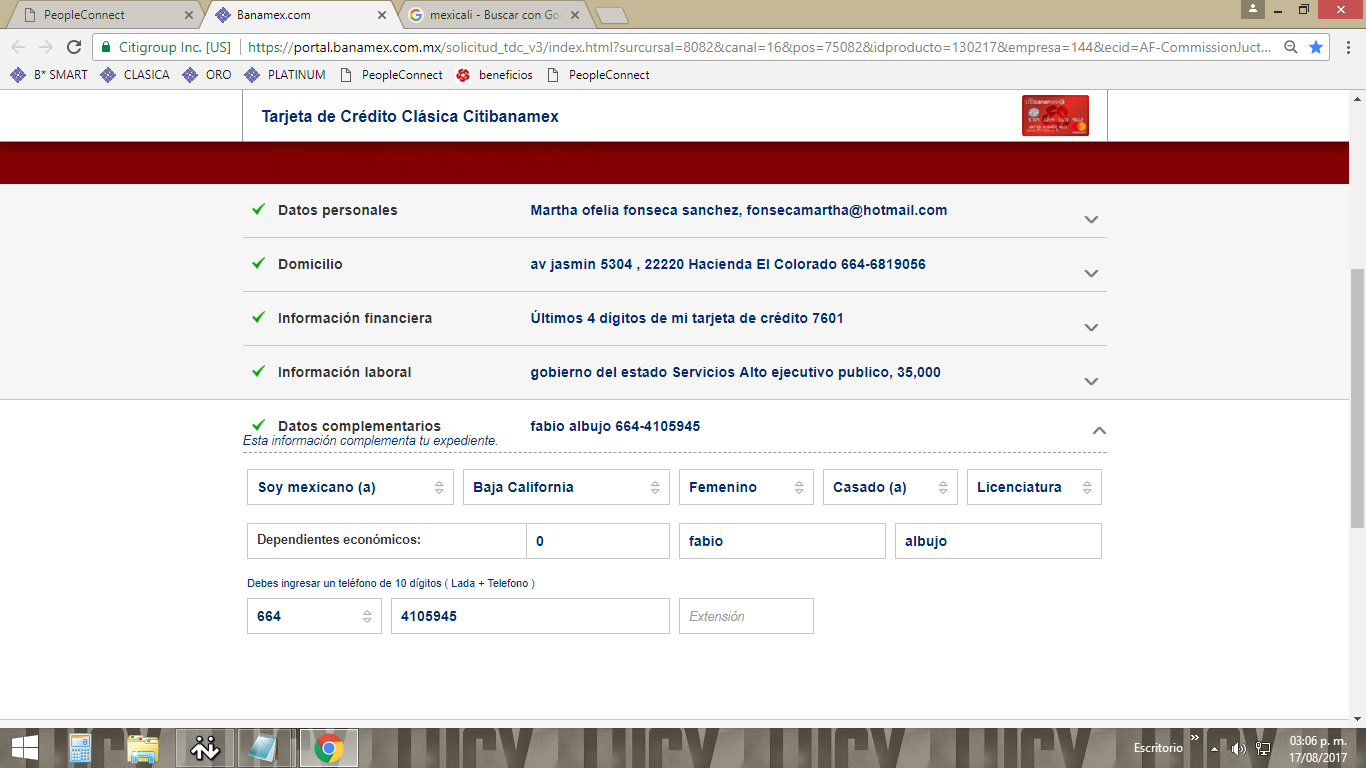 PeopleConnect
Banamex.com
mexicali - Buscar con Go
Citigroup Inc. [US]
https://portal.banamex.com.mx/solicitud_tdc_v3/index.html?sursal=8082&canal=16&pos=75082&idproducto=130217&empresa=144&ecid=AF-CommissionJuct...
B* SMART
CLASICA
ORO
PLATINUM
PeopleConnect
beneficios
PeopleConnect
Tarjeta de Crédito Clásica Citibanamex
Datos personales
Martha ofelia fonseca sanchez, fonsecamartha@hotmail.com
Domicilio
av jasmin 5304 , 22220 Hacienda El Colorado 664-6819056
Información financiera
Últimos 4 dígitos de mi tarjeta de crédito 7601
Información laboral
gobierno del estado Servicios Alto ejecutivo publico, 35,000
Datos complementarios
fabio albujo 664-4105945
Esta información complementa tu expediente.
Soy mexicano (a)
Baja California
Femenino
Casado (a)
Licenciatura
Dependientes económicos:
0
fabio
albujo
Debes ingresar un teléfono de 10 dígitos ( Lada + Telefono )
664
4105945
Extensión
Escritorio
03:06 p. m.
17/08/2017